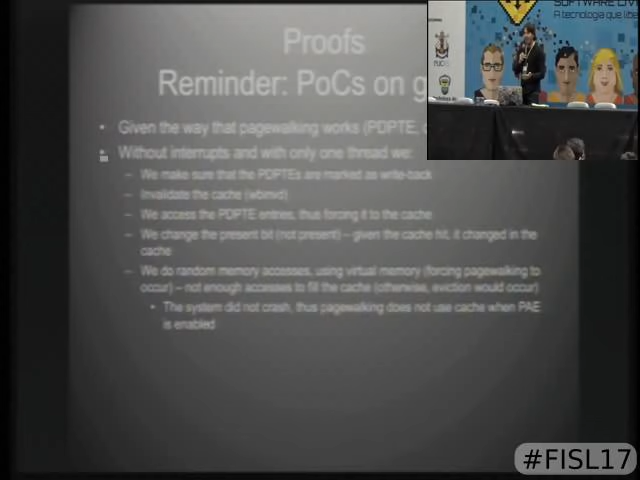 Proofs
Reminder: PoCs on g
• Given the way that pagewalking works (PDPTE,
• Without interrupts and with only one thread we:
– We make sure that the PDPTEs are marked as write-back
– Invalidate the cache (wbinvd)
– We access the PDPTE entries, thus forcing it to the cache
– We change the present bit (not present) – given the cache hit, it changed in the
cache
– We do random memory accesses, using virtual memory (forcing pagewalking to
occur) – not enough accesses to fill the cache (otherwise, eviction would occur)
• The system did not crash, thus pagewalking does not use cache when PAE
is enabled
SOFTWARE LIV
A tecnologia que libe
#FISL17